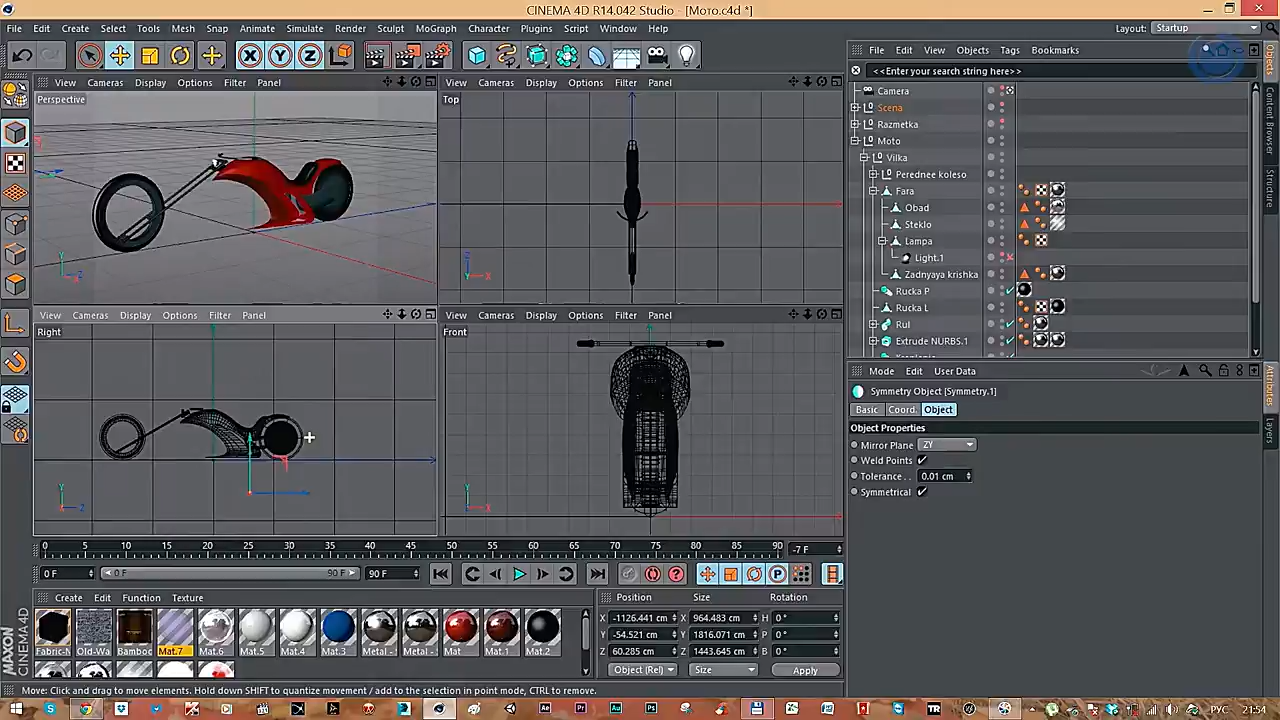 CINEMA 4D R14.042 Studio - [Мото.c4d *]
File Edit Create Select Tools Mesh Snap Animate Simulate Render Sculpt MoGraph Character Plugins Script Window Help
Layout: Startup
File Edit View Objects Tags Bookmarks
<<Enter your search string here>>
View Cameras Display Options Filter Panel
Perspective
View Cameras Display Options Filter Panel
Top
View Cameras Display Options Filter Panel
Right
View Cameras Display Options Filter Panel
Front
Camera
Scena
Razmetka
Moto
Vilka
Perednee koleso
Fara
Obad
Steklo
Lampa
Light.1
Zadnyaya krishka
Rucka P
Rucka L
Rul
Extrude NURBS.1
Objects
Content Browser
Structure
Mode Edit User Data
Symmetry Object [Symmetry.1]
Basic Coord. Object
Object Properties
Mirror Plane ZY
Weld Points
Tolerance . . 0.01 cm
Symmetrical
Attributes
Layers
0 5 10 15 20 25 30 35 40 45 50 55 60 65 70 75 80 85 90 -7 F
0 F 0 F 90 F 90 F
Create Edit Function Texture
Fabric-N Old-Wa Bamboo Mat.7 Mat.6 Mat.5 Mat.4 Mat.3 Metal - Metal - Mat Mat.1 Mat.2
Position Size Rotation
X -1126.441 cm X 964.483 cm H 0 °
Y -54.521 cm Y 1816.071 cm P 0 °
Z 60.285 cm Z 1443.645 cm B 0 °
Object (Rel) Size Apply
MAXON CINEMA 4D
Move: Click and drag to move elements. Hold down SHIFT to quantize movement / add to the selection in point mode, CTRL to remove.
РУС 21:54